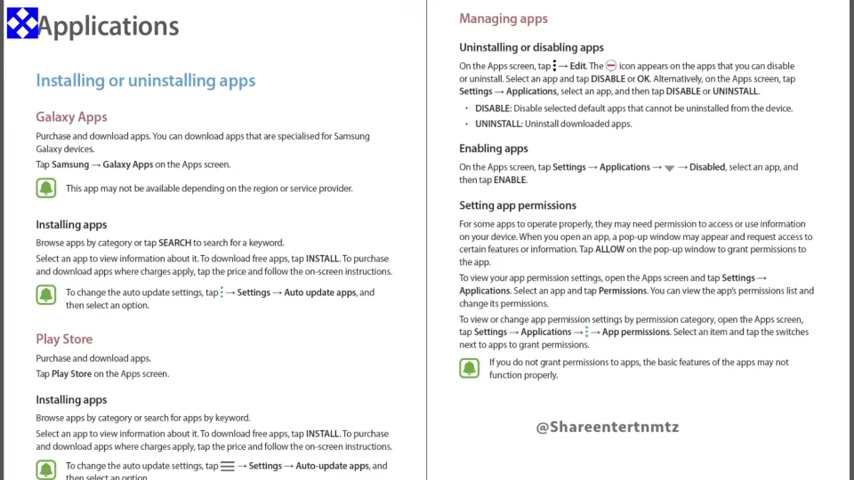 Applications
Installing or uninstalling apps
Galaxy Apps
Purchase and download apps. You can download apps that are specialised for Samsung
Galaxy devices.
Tap Samsung → Galaxy Apps on the Apps screen.
This app may not be available depending on the region or service provider.
Installing apps
Browse apps by category or tap SEARCH to search for a keyword.
Select an app to view information about it. To download free apps, tap INSTALL. To purchase
and download apps where charges apply, tap the price and follow the on-screen instructions.
To change the auto update settings, tap → Settings → Auto update apps, and
then select an option.
Play Store
Purchase and download apps.
Tap Play Store on the Apps screen.
Installing apps
Browse apps by category or search for apps by keyword.
Select an app to view information about it. To download free apps, tap INSTALL. To purchase
and download apps where charges apply, tap the price and follow the on-screen instructions.
To change the auto update settings, tap → Settings → Auto-update apps, and
then select an option.
Managing apps
Uninstalling or disabling apps
On the Apps screen, tap → Edit. The icon appears on the apps that you can disable
or uninstall. Select an app and tap DISABLE or OK. Alternatively, on the Apps screen, tap
Settings → Applications, select an app, and then tap DISABLE or UNINSTALL.
• DISABLE: Disable selected default apps that cannot be uninstalled from the device.
• UNINSTALL: Uninstall downloaded apps.
Enabling apps
On the Apps screen, tap Settings → Applications → → Disabled, select an app, and
then tap ENABLE.
Setting app permissions
For some apps to operate properly, they may need permission to access or use information
on your device. When you open an app, a pop-up window may appear and request access to
certain features or information. Tap ALLOW on the pop-up window to grant permissions to
the app.
To view your app permission settings, open the Apps screen and tap Settings →
Applications. Select an app and tap Permissions. You can view the app's permissions list and
change its permissions.
To view or change app permission settings by permission category, open the Apps screen,
tap Settings → Applications → → App permissions. Select an item and tap the switches
next to apps to grant permissions.
If you do not grant permissions to apps, the basic features of the apps may not
function properly.
@Shareentertnmtz